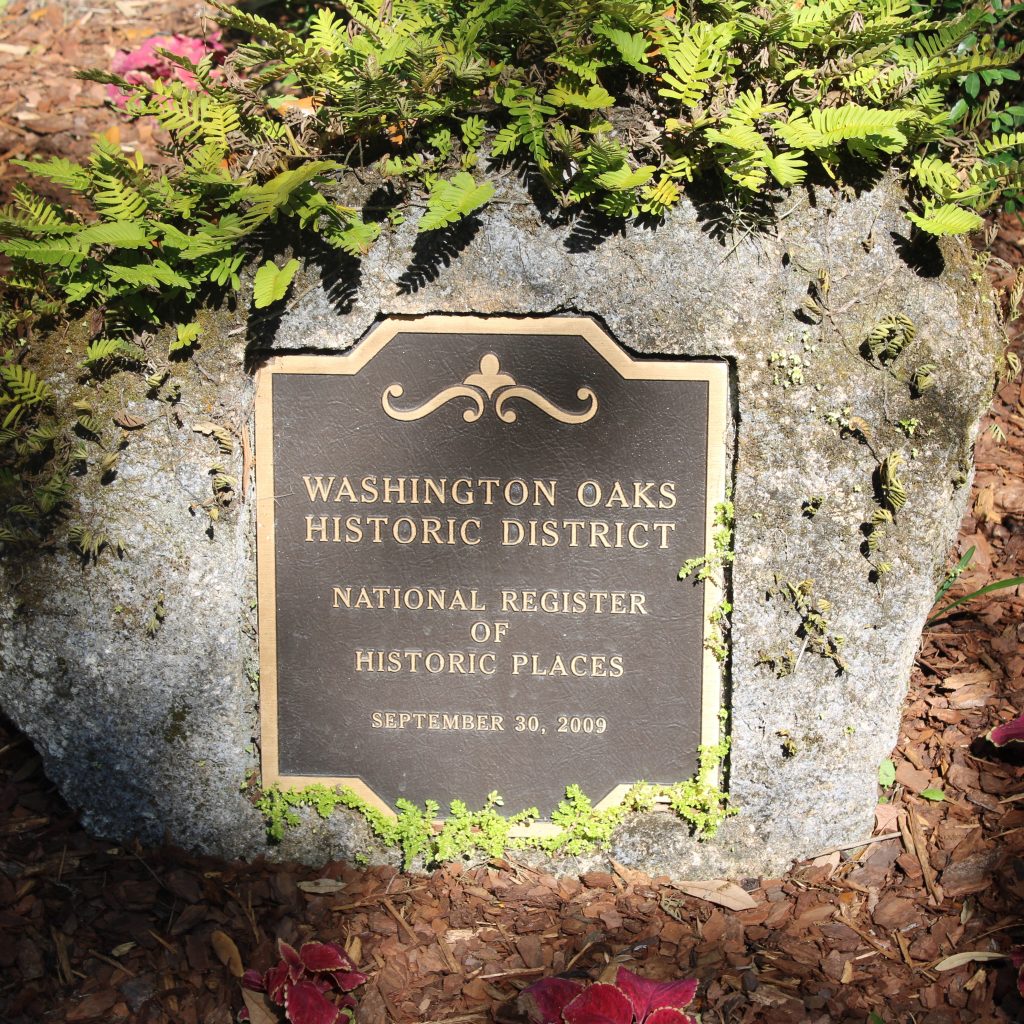 WASHINGTON OAKS
HISTORIC DISTRICT
NATIONAL REGISTER
OF
HISTORIC PLACES
SEPTEMBER 30, 2009